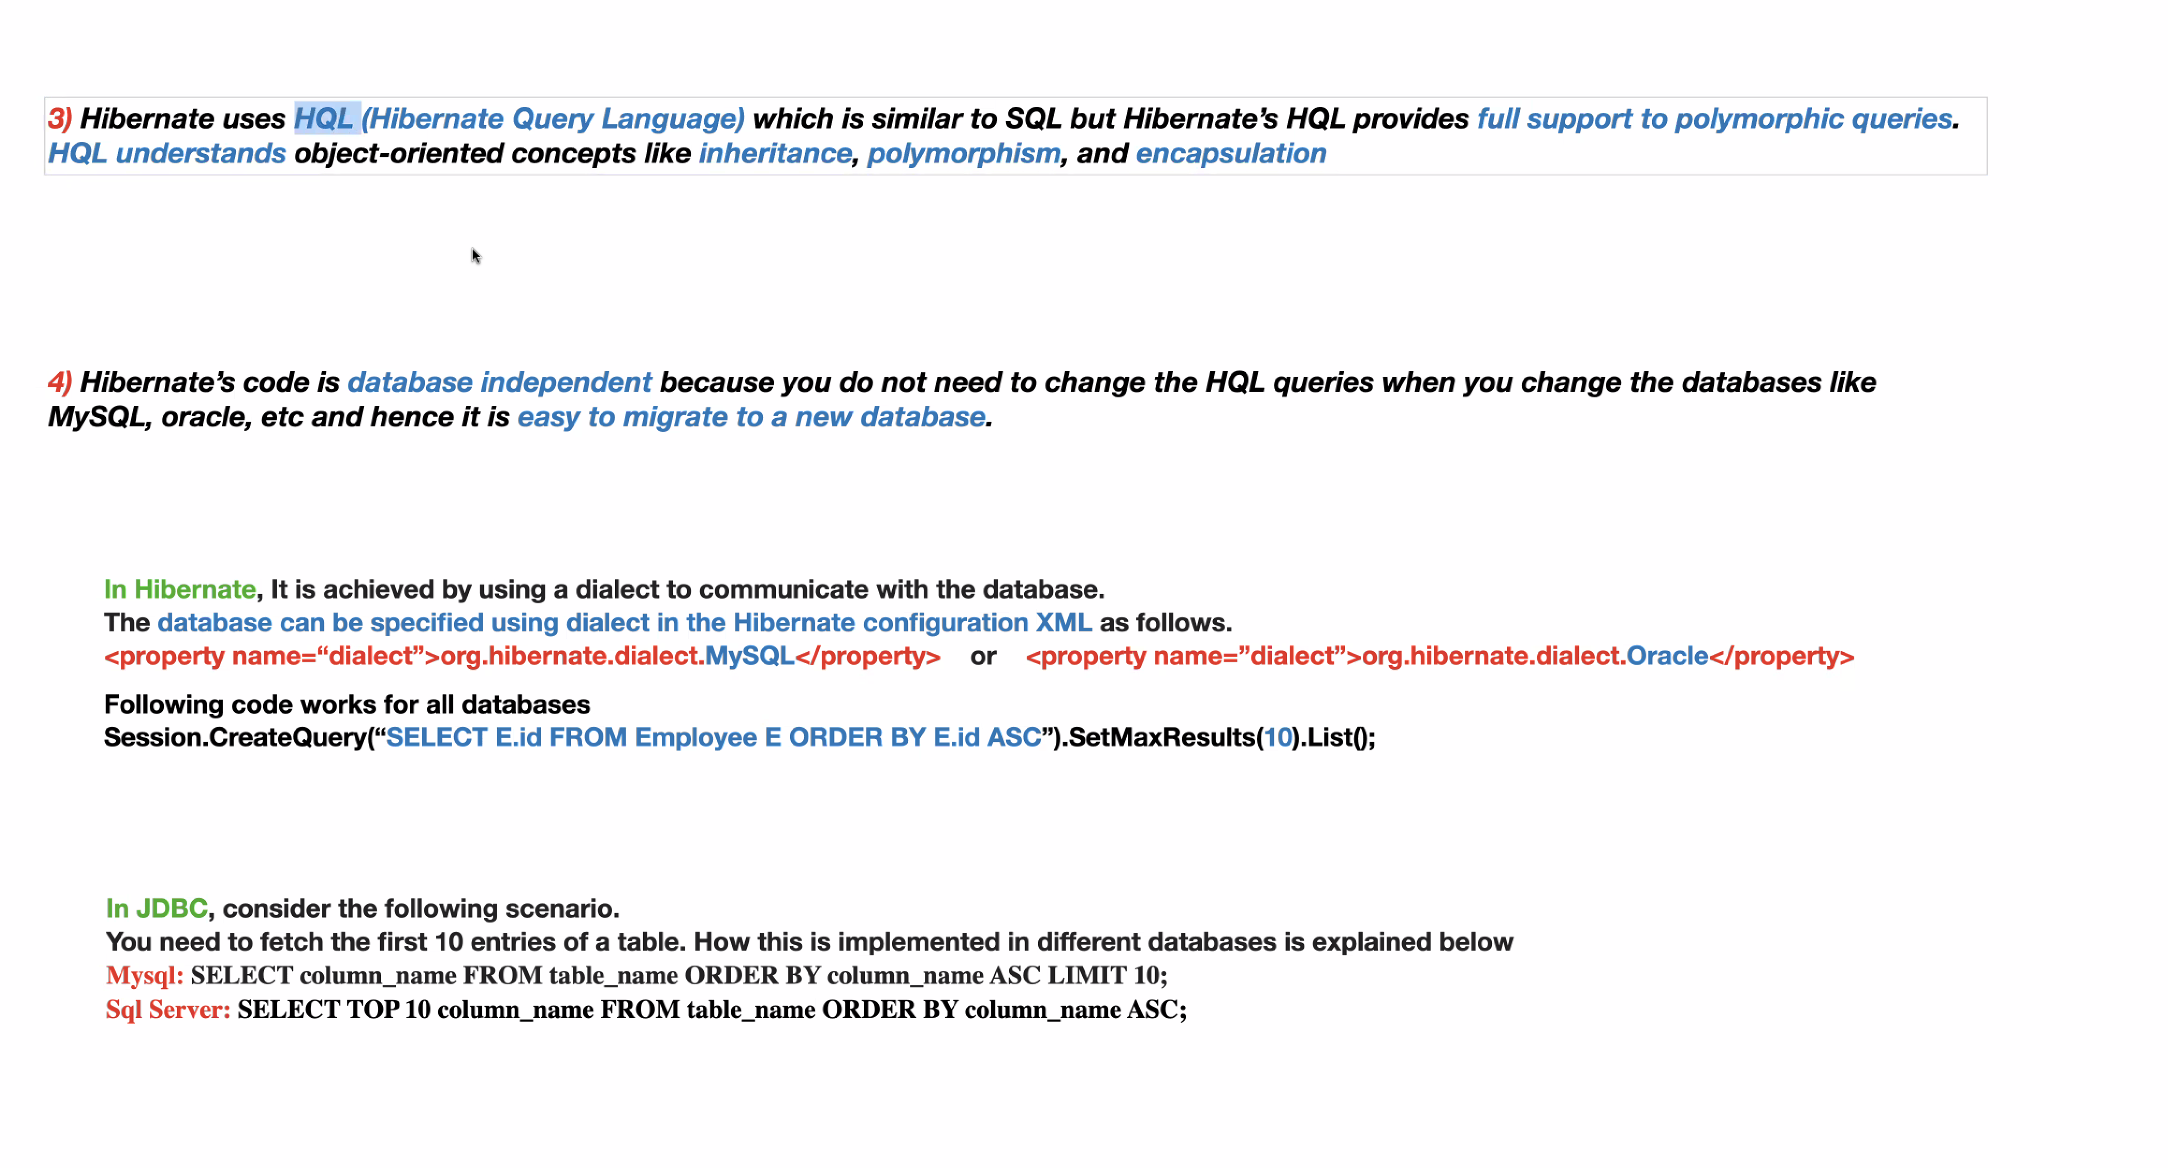 3) Hibernate uses HQL (Hibernate Query Language) which is similar to SQL but Hibernate’s HQL provides full support to polymorphic queries.
HQL understands object-oriented concepts like inheritance, polymorphism, and encapsulation
4) Hibernate’s code is database independent because you do not need to change the HQL queries when you change the databases like
MySQL, oracle, etc and hence it is easy to migrate to a new database.
In Hibernate, It is achieved by using a dialect to communicate with the database.
The database can be specified using dialect in the Hibernate configuration XML as follows.
<property name=“dialect”>org.hibernate.dialect.MySQL</property> or <property name=”dialect”>org.hibernate.dialect.Oracle</property>
Following code works for all databases
Session.CreateQuery(“SELECT E.id FROM Employee E ORDER BY E.id ASC”).SetMaxResults(10).List();
In JDBC, consider the following scenario.
You need to fetch the first 10 entries of a table. How this is implemented in different databases is explained below
Mysql: SELECT column_name FROM table_name ORDER BY column_name ASC LIMIT 10;
Sql Server: SELECT TOP 10 column_name FROM table_name ORDER BY column_name ASC;